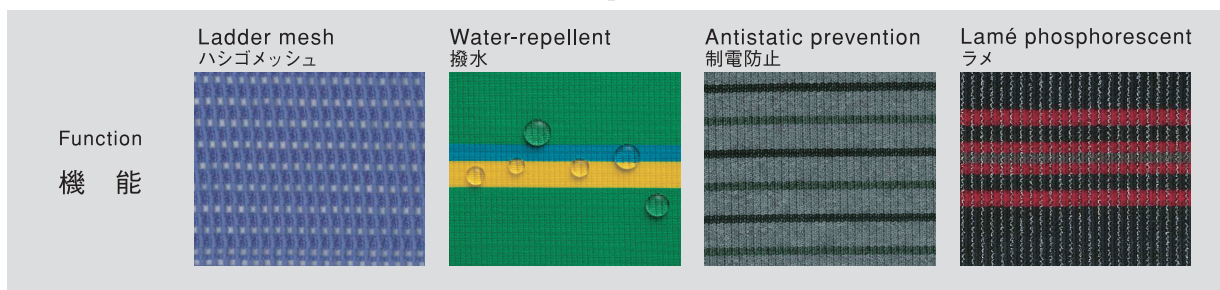 Function
機 能
Ladder mesh
ハシゴメッシュ
Water-repellent
撥水
Antistatic prevention
制電防止
Lamé phosphorescent
ラメ